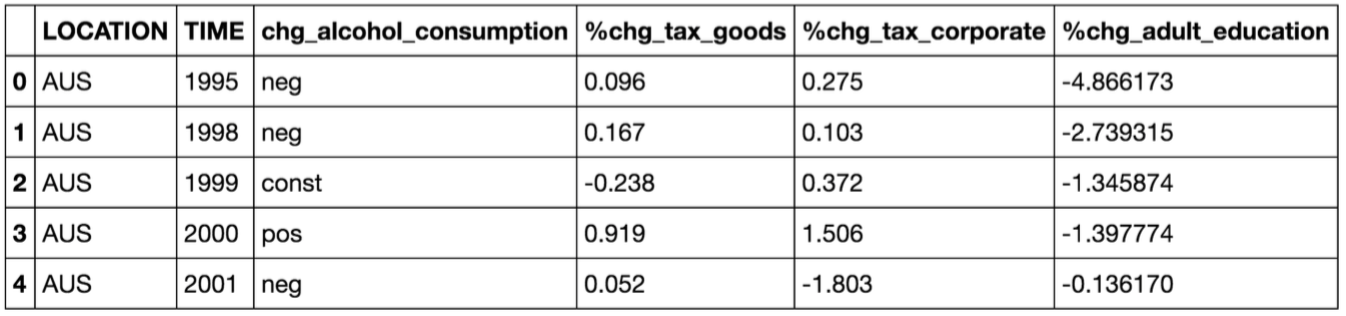 LOCATION TIME chg_alcohol_consumption %chg_tax_goods %chg_tax_corporate %chg_adult_education
0 AUS 1995 neg 0.096 0.275 -4.866173
1 AUS 1998 neg 0.167 0.103 -2.739315
2 AUS 1999 const -0.238 0.372 -1.345874
3 AUS 2000 pos 0.919 1.506 -1.397774
4 AUS 2001 neg 0.052 -1.803 -0.136170